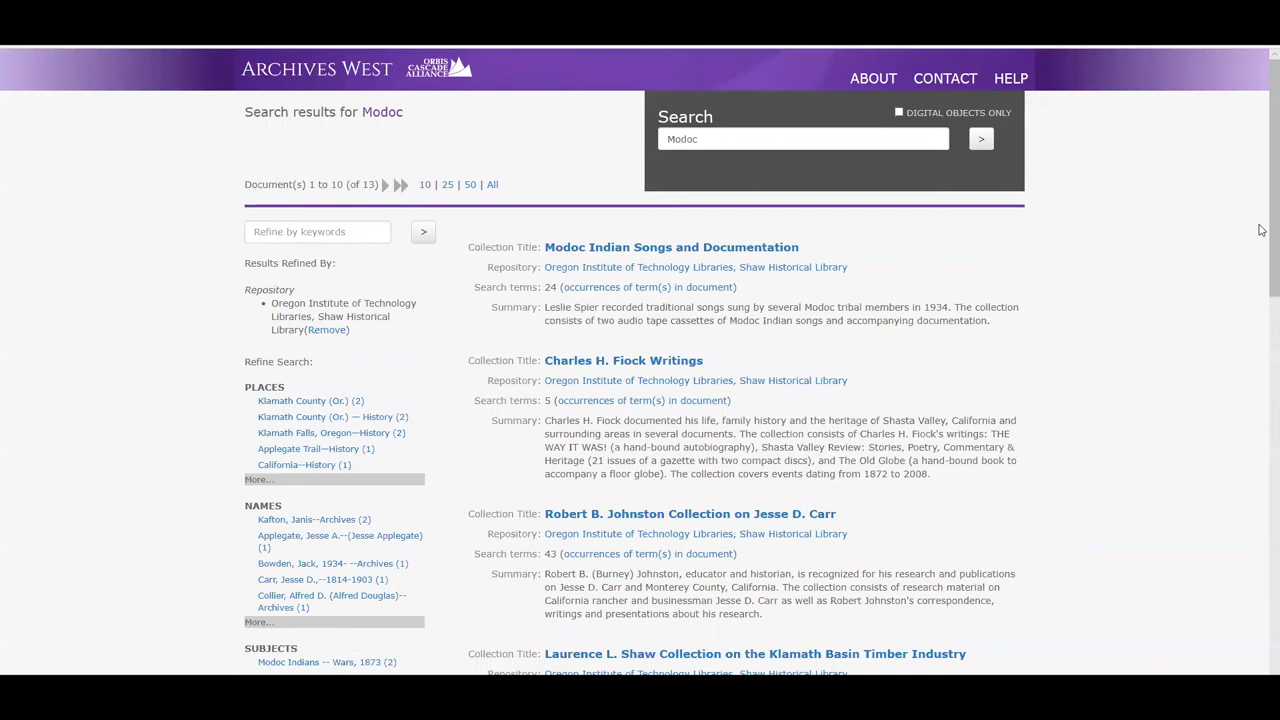 ARCHIVES WEST
ORBIS
CASCADE
ALLIANCE
ABOUT CONTACT HELP
Search results for Modoc
Search
DIGITAL OBJECTS ONLY
Modoc
>
Document(s) 1 to 10 (of 13) 10 | 25 | 50 | All
Refine by keywords
>
Results Refined By:
Repository
Oregon Institute of Technology
Libraries, Shaw Historical
Library(Remove)
Refine Search:
PLACES
Klamath County (Or.) (2)
Klamath County (Or.) — History (2)
Klamath Falls, Oregon—History (2)
Applegate Trail—History (1)
California--History (1)
More...
NAMES
Kafton, Janis--Archives (2)
Applegate, Jesse A.--(Jesse Applegate)
(1)
Bowden, Jack, 1934- --Archives (1)
Carr, Jesse D.,--1814-1903 (1)
Collier, Alfred D. (Alfred Douglas)--
Archives (1)
More...
SUBJECTS
Modoc Indians -- Wars, 1873 (2)
Collection Title: Modoc Indian Songs and Documentation
Repository: Oregon Institute of Technology Libraries, Shaw Historical Library
Search terms: 24 (occurrences of term(s) in document)
Summary: Leslie Spier recorded traditional songs sung by several Modoc tribal members in 1934. The collection
consists of two audio tape cassettes of Modoc Indian songs and accompanying documentation.
Collection Title: Charles H. Fiock Writings
Repository: Oregon Institute of Technology Libraries, Shaw Historical Library
Search terms: 5 (occurrences of term(s) in document)
Summary: Charles H. Fiock documented his life, family history and the heritage of Shasta Valley, California and
surrounding areas in several documents. The collection consists of Charles H. Fiock's writings: THE
WAY IT WAS! (a hand-bound autobiography), Shasta Valley Review: Stories, Poetry, Commentary &
Heritage (21 issues of a gazette with two compact discs), and The Old Globe (a hand-bound book to
accompany a floor globe). The collection covers events dating from 1872 to 2008.
Collection Title: Robert B. Johnston Collection on Jesse D. Carr
Repository: Oregon Institute of Technology Libraries, Shaw Historical Library
Search terms: 43 (occurrences of term(s) in document)
Summary: Robert B. (Burney) Johnston, educator and historian, is recognized for his research and publications
on Jesse D. Carr and Monterey County, California. The collection consists of research material on
California rancher and businessman Jesse D. Carr as well as Robert Johnston's correspondence,
writings and presentations about his research.
Collection Title: Laurence L. Shaw Collection on the Klamath Basin Timber Industry
Repository: Oregon Institute of Technology Libraries, Shaw Historical Library